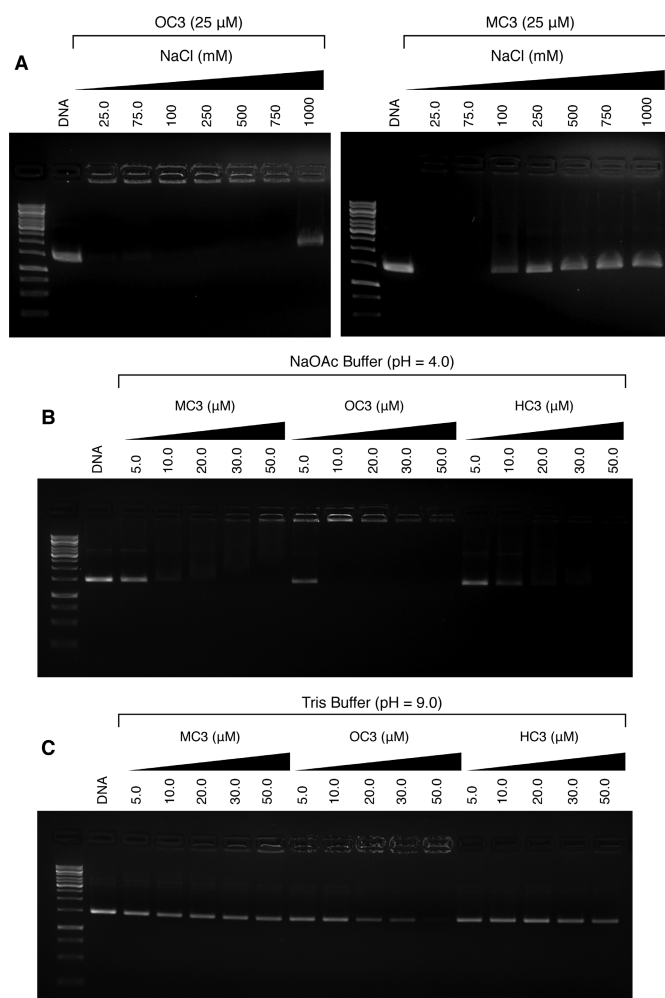 OC3 (25 µM) MC3 (25 µM)
A NaCl (mM) NaCl (mM)
DNA 25.0 75.0 100 250 500 750 1000 DNA 25.0 75.0 100 250 500 750 1000
NaOAc Buffer (pH = 4.0)
B MC3 (µM) OC3 (µM) HC3 (µM)
DNA 5.0 10.0 20.0 30.0 50.0 5.0 10.0 20.0 30.0 50.0 5.0 10.0 20.0 30.0 50.0
Tris Buffer (pH = 9.0)
C MC3 (µM) OC3 (µM) HC3 (µM)
DNA 5.0 10.0 20.0 30.0 50.0 5.0 10.0 20.0 30.0 50.0 5.0 10.0 20.0 30.0 50.0